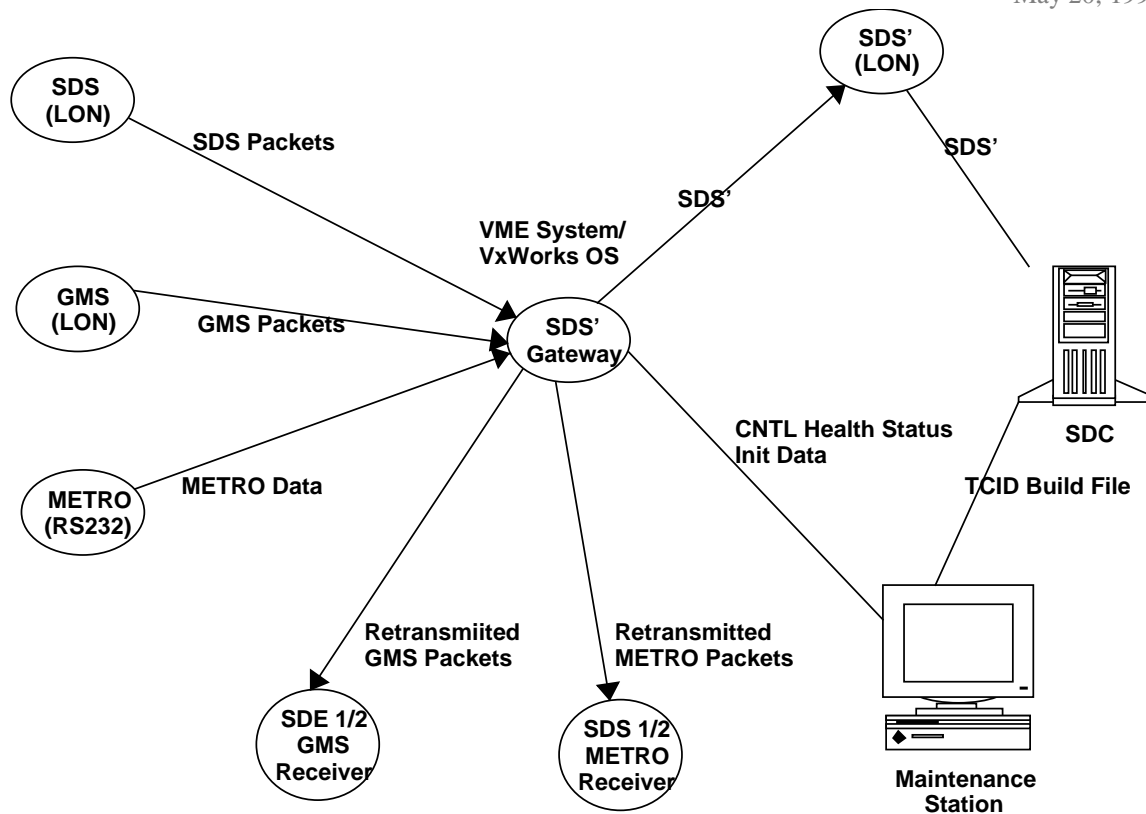 May 20, 199
SDS
(LON)
SDS Packets
SDS’
(LON)
SDS’
SDS’
VME System/
VxWorks OS
GMS
(LON)
GMS Packets
SDS’
Gateway
METRO
(RS232)
METRO Data
CNTL Health Status
Init Data
SDC
TCID Build File
Retransmiited
GMS Packets
Retransmitted
METRO Packets
SDE 1/2
GMS
Receiver
SDS 1/2
METRO
Receiver
Maintenance
Station